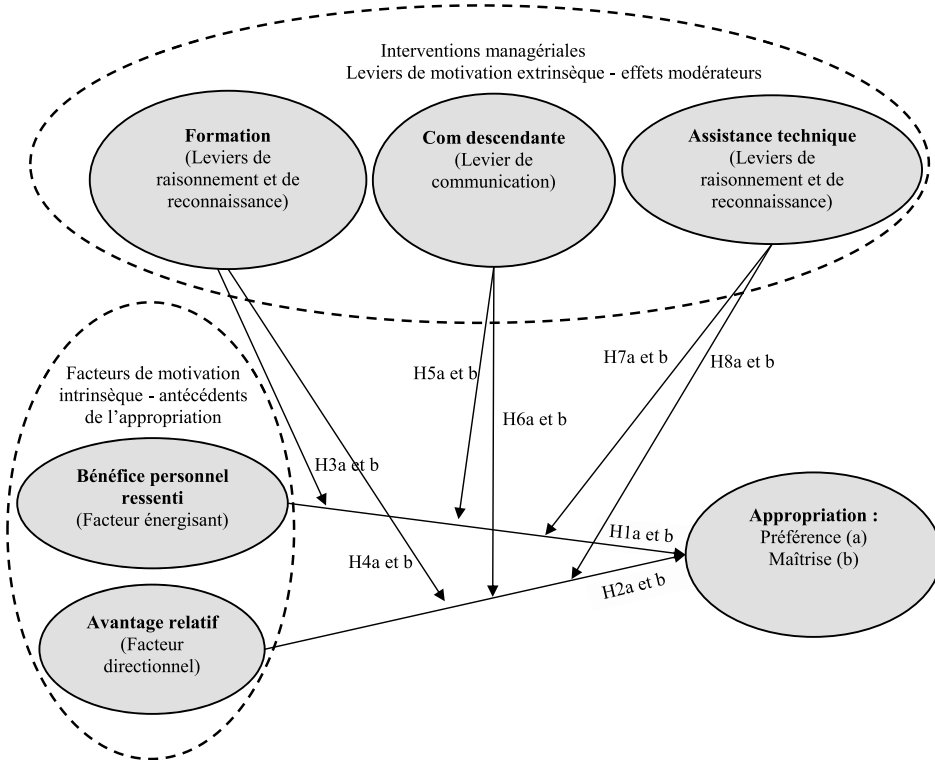 Interventions managériales
Leviers de motivation extrinsèque - effets modérateurs
Formation
(Leviers de
raisonnement et de
reconnaissance)
Com descendante
(Levier de
communication)
Assistance technique
(Leviers de
raisonnement et de
reconnaissance)
H5a et b
H7a et b
H8a et b
H6a et b
Facteurs de motivation
intrinsèque - antécédents
de l’appropriation
H3a et b
Bénéfice personnel
ressenti
(Facteur énergisant)
H1a et b
H4a et b
H2a et b
Appropriation :
Préférence (a)
Maîtrise (b)
Avantage relatif
(Facteur
directionnel)